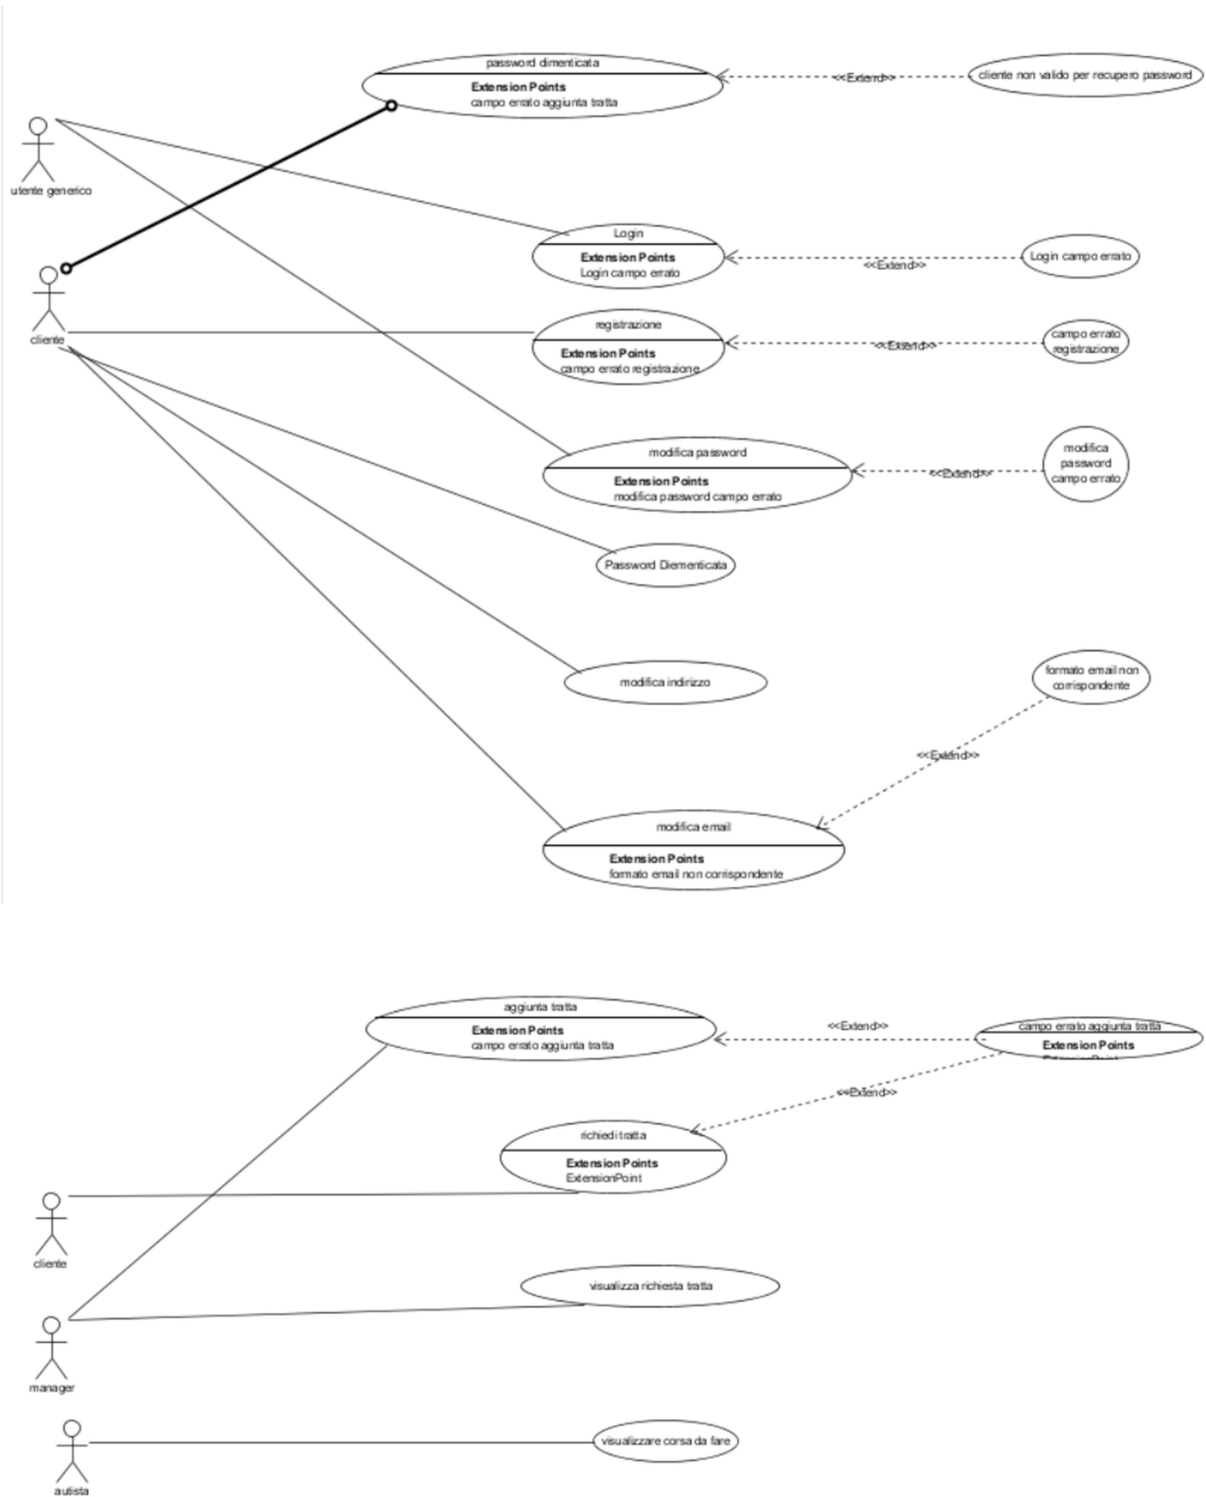 password dimenticata
Extension Points
campo errato aggiunta tratta
<<Extend>>
cliente non valido per recupero password
utente generico
Login
Extension Points
Login campo errato
<<Extend>>
Login campo errato
cliente
registrazione
Extension Points
campo errato registrazione
<<Extend>>
campo errato
registrazione
modifica password
Extension Points
modifica password campo errato
<<Extend>>
modifica
password
campo errato
Password Diementicata
modifica indirizzo
formato email non
corrispondente
<<Extend>>
modifica email
Extension Points
formato email non corrispondente
aggiunta tratta
Extension Points
campo errato aggiunta tratta
<<Extend>>
campo errato aggiunta tratta
Extension Points
<<Extend>>
richiedi tratta
Extension Points
ExtensionPoint
cliente
visualizza richiesta tratta
manager
visualizzare corsa da fare
autista